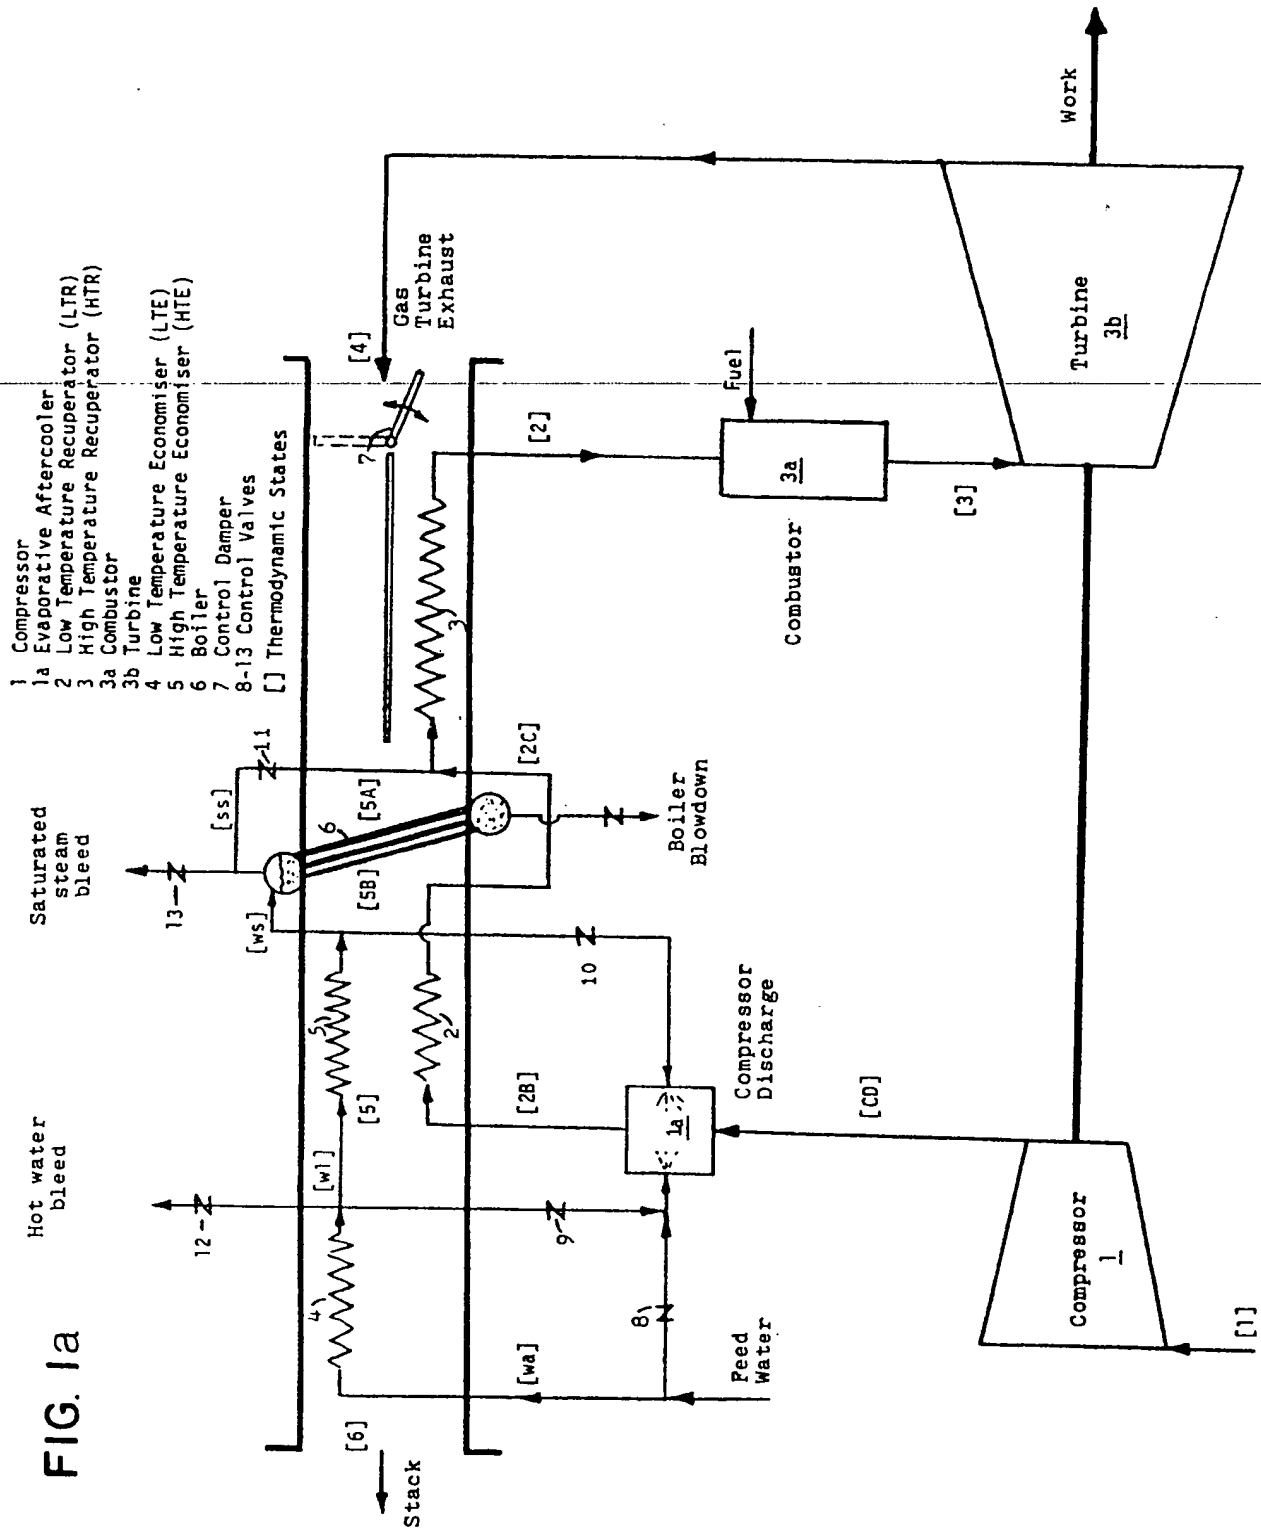 FIG. 1a
1 Compressor
1a Evaporative Aftercooler
2 Low Temperature Recuperator (LTR)
3 High Temperature Recuperator (HTR)
3a Combustor
3b Turbine
4 Low Temperature Economiser (LTE)
5 High Temperature Economiser (HTE)
6 Boiler
7 Control Damper
8-13 Control Valves
[] Thermodynamic States
Hot water
bleed
Saturated
steam
bleed
12
13
11
[ss]
[ws]
[6]
Stack
4
[wl]
[5]
5
[5B]
6
[5A]
7
[4]
Gas
Turbine
Exhaust
2
3
[wa]
9
10
[2B]
[2C]
[2]
Boiler
Blowdown
8
Feed
Water
1a
Compressor
Discharge
[CD]
Combustor
3a
Fuel
[3]
Compressor
1
[1]
Turbine
3b
Work